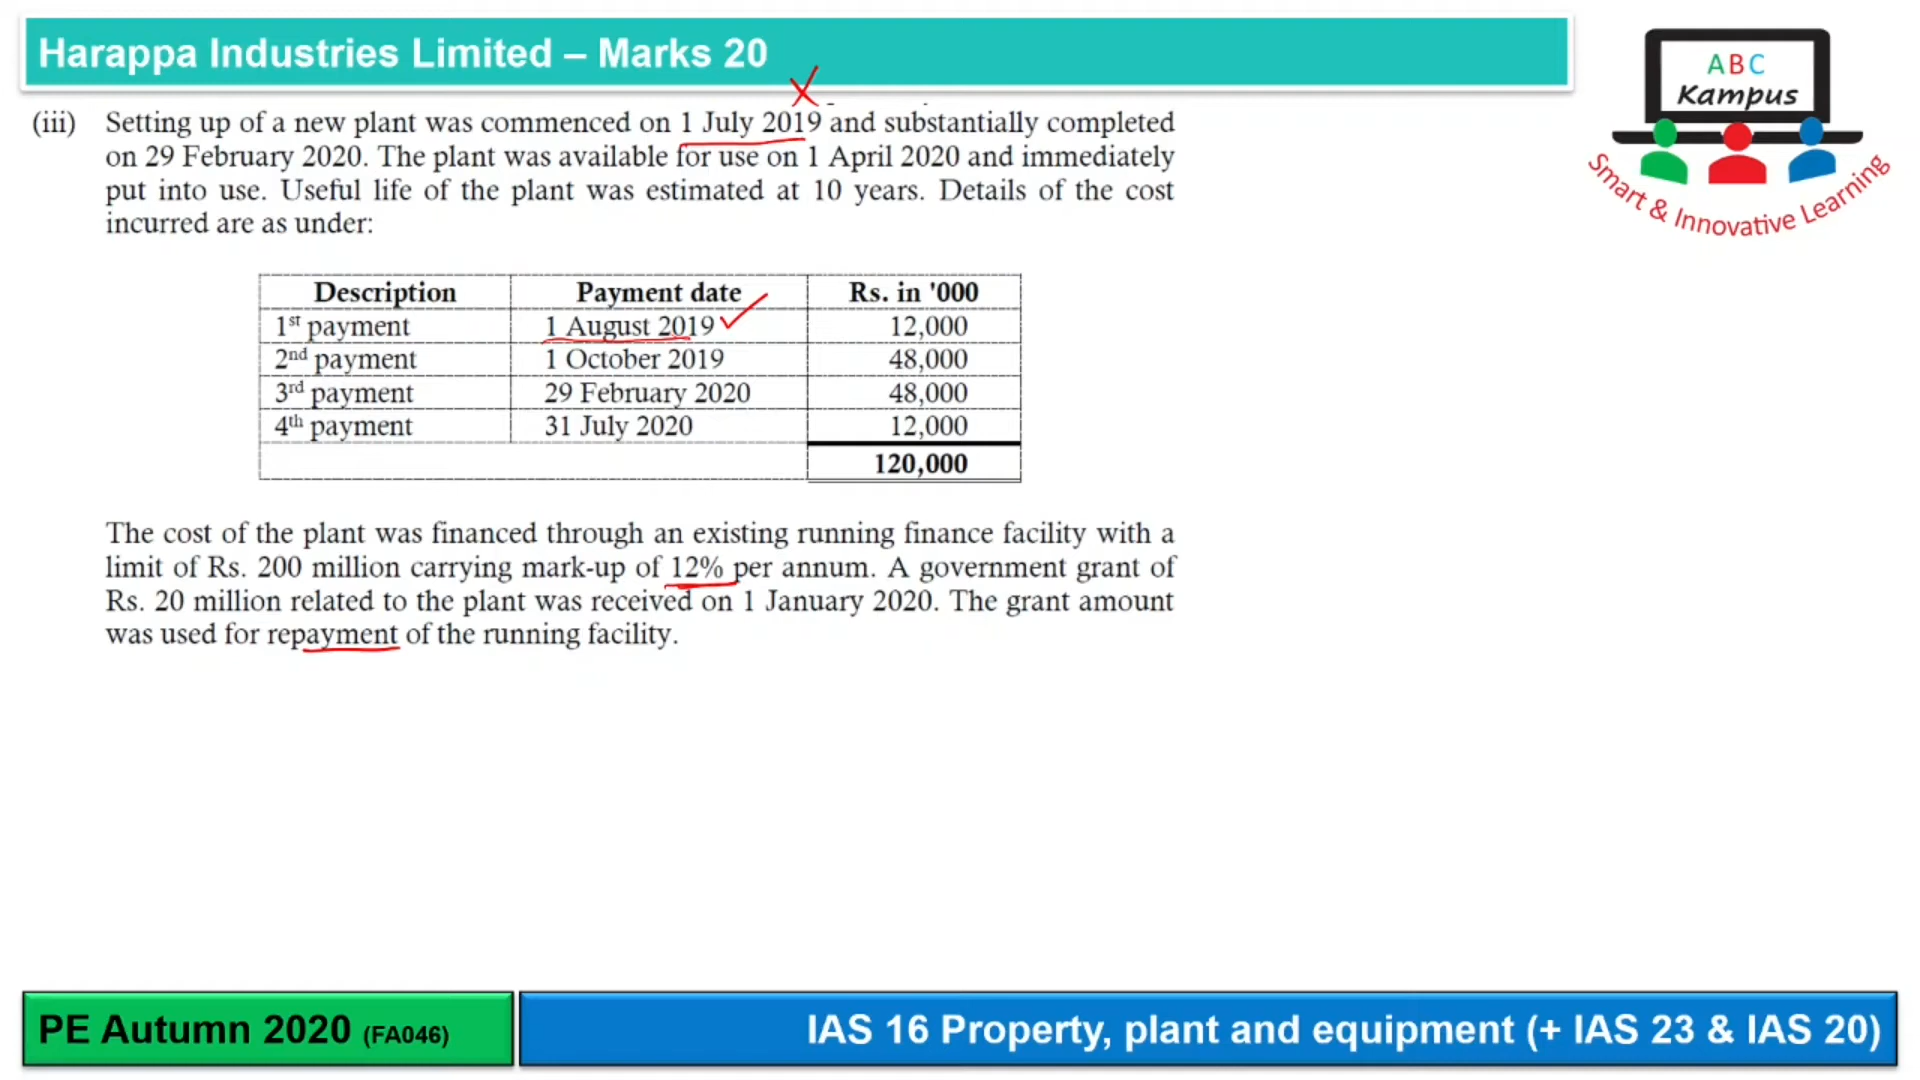 Harappa Industries Limited – Marks 20
ABC
Kampus
Smart & Innovative Learning
(iii) Setting up of a new plant was commenced on 1 July 2019 and substantially completed
on 29 February 2020. The plant was available for use on 1 April 2020 and immediately
put into use. Useful life of the plant was estimated at 10 years. Details of the cost
incurred are as under:
Description Payment date Rs. in '000
1st payment 1 August 2019 12,000
2nd payment 1 October 2019 48,000
3rd payment 29 February 2020 48,000
4th payment 31 July 2020 12,000
120,000
The cost of the plant was financed through an existing running finance facility with a
limit of Rs. 200 million carrying mark-up of 12% per annum. A government grant of
Rs. 20 million related to the plant was received on 1 January 2020. The grant amount
was used for repayment of the running facility.
PE Autumn 2020 (FA046)
IAS 16 Property, plant and equipment (+ IAS 23 & IAS 20)